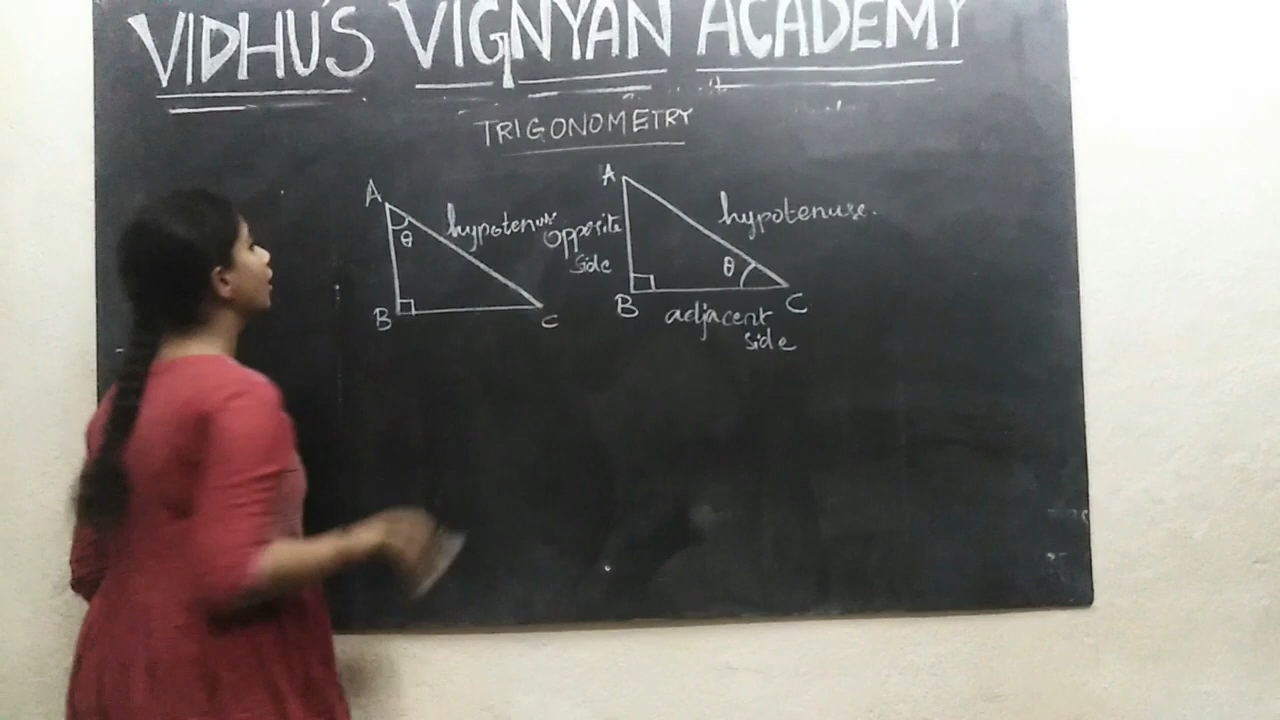 VIDHU'S VIGNYAN ACADEMY
TRIGONOMETRY
A
θ
hypotenuse
B
C
A
opposite
side
hypotenuse.
θ
B
C
adjacent
side